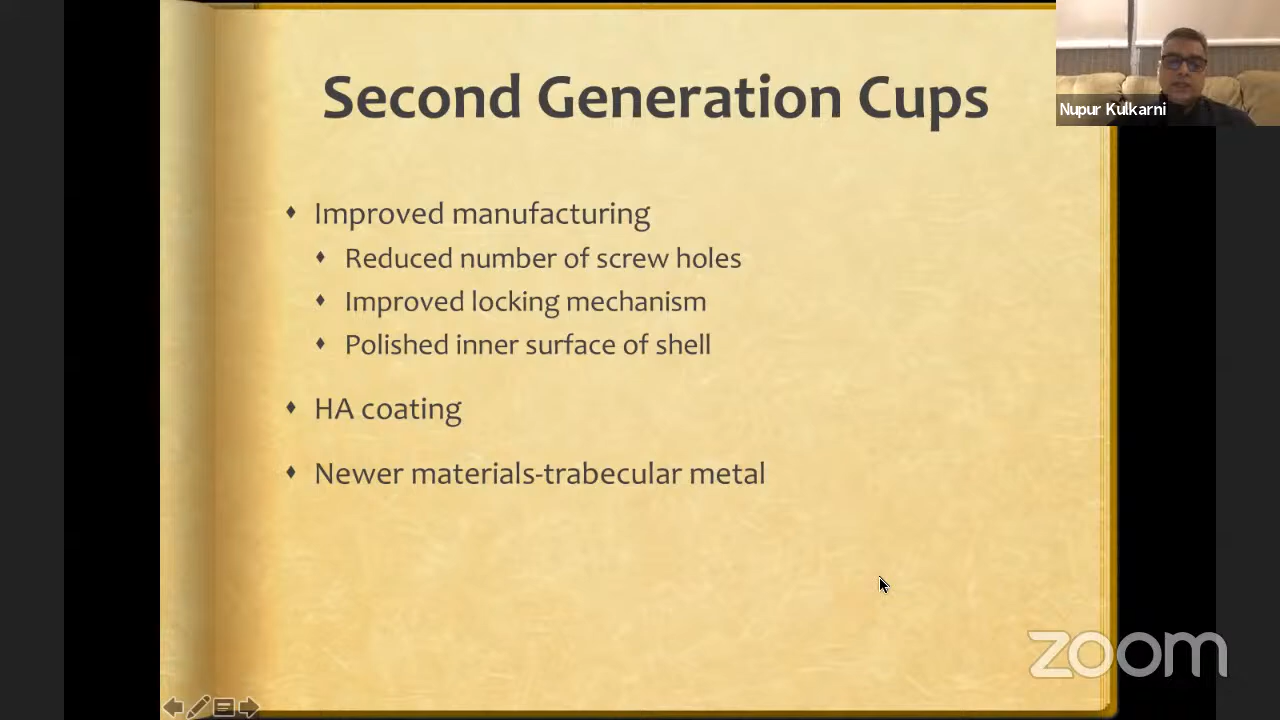 Second Generation Cups
Nupur Kulkarni
Improved manufacturing
Reduced number of screw holes
Improved locking mechanism
Polished inner surface of shell
HA coating
Newer materials-trabecular metal
zoom